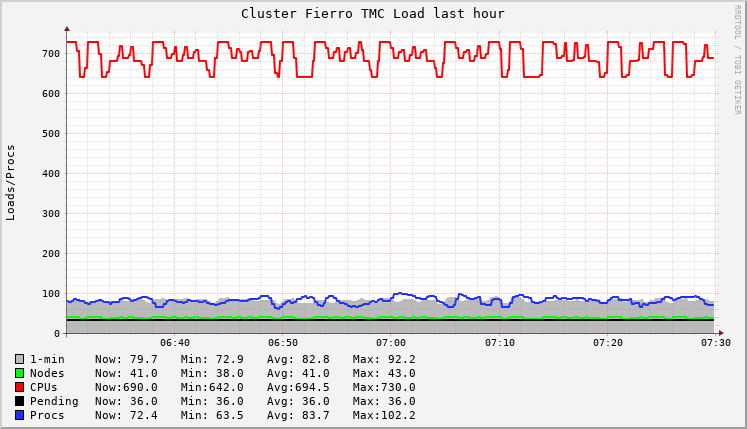 Cluster Fierro TMC Load last hour
RRDTOOL / TOBI OETIKER
Loads/Procs
700
600
500
400
300
200
100
0
06:40 06:50 07:00 07:10 07:20 07:30
1-min Now: 79.7 Min: 72.9 Avg: 82.8 Max: 92.2
Nodes Now: 41.0 Min: 38.0 Avg: 41.0 Max: 43.0
CPUs Now:690.0 Min:642.0 Avg:694.5 Max:730.0
Pending Now: 36.0 Min: 36.0 Avg: 36.0 Max: 36.0
Procs Now: 72.4 Min: 63.5 Avg: 83.7 Max:102.2